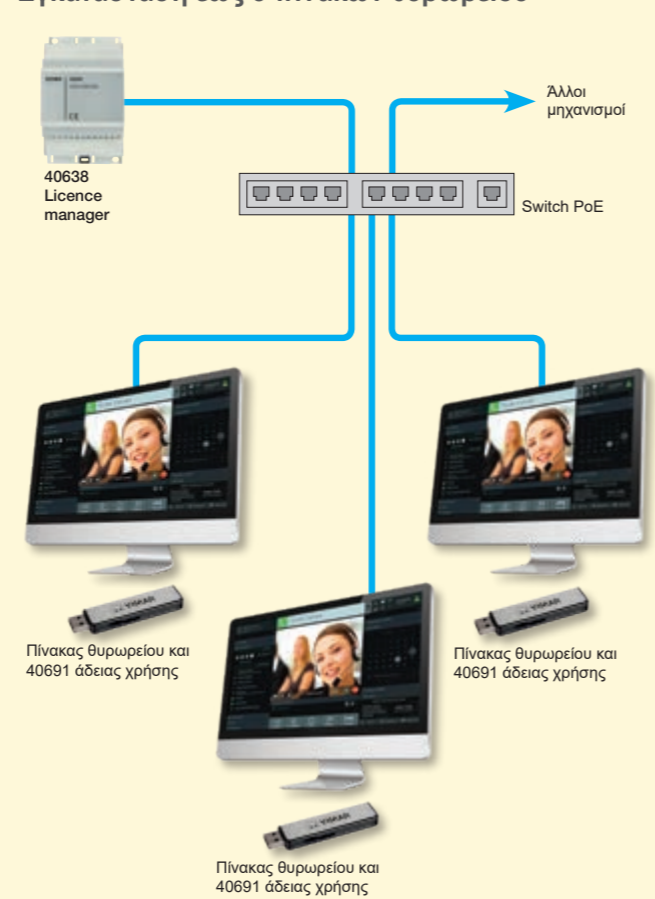 Άλλοι
μηχανισμοί
40638
Licence
manager
Switch PoE
Πίνακας θυρωρείου και
40691 άδειας χρήσης
Πίνακας θυρωρείου και
40691 άδειας χρήσης
Πίνακας θυρωρείου και
40691 άδειας χρήσης